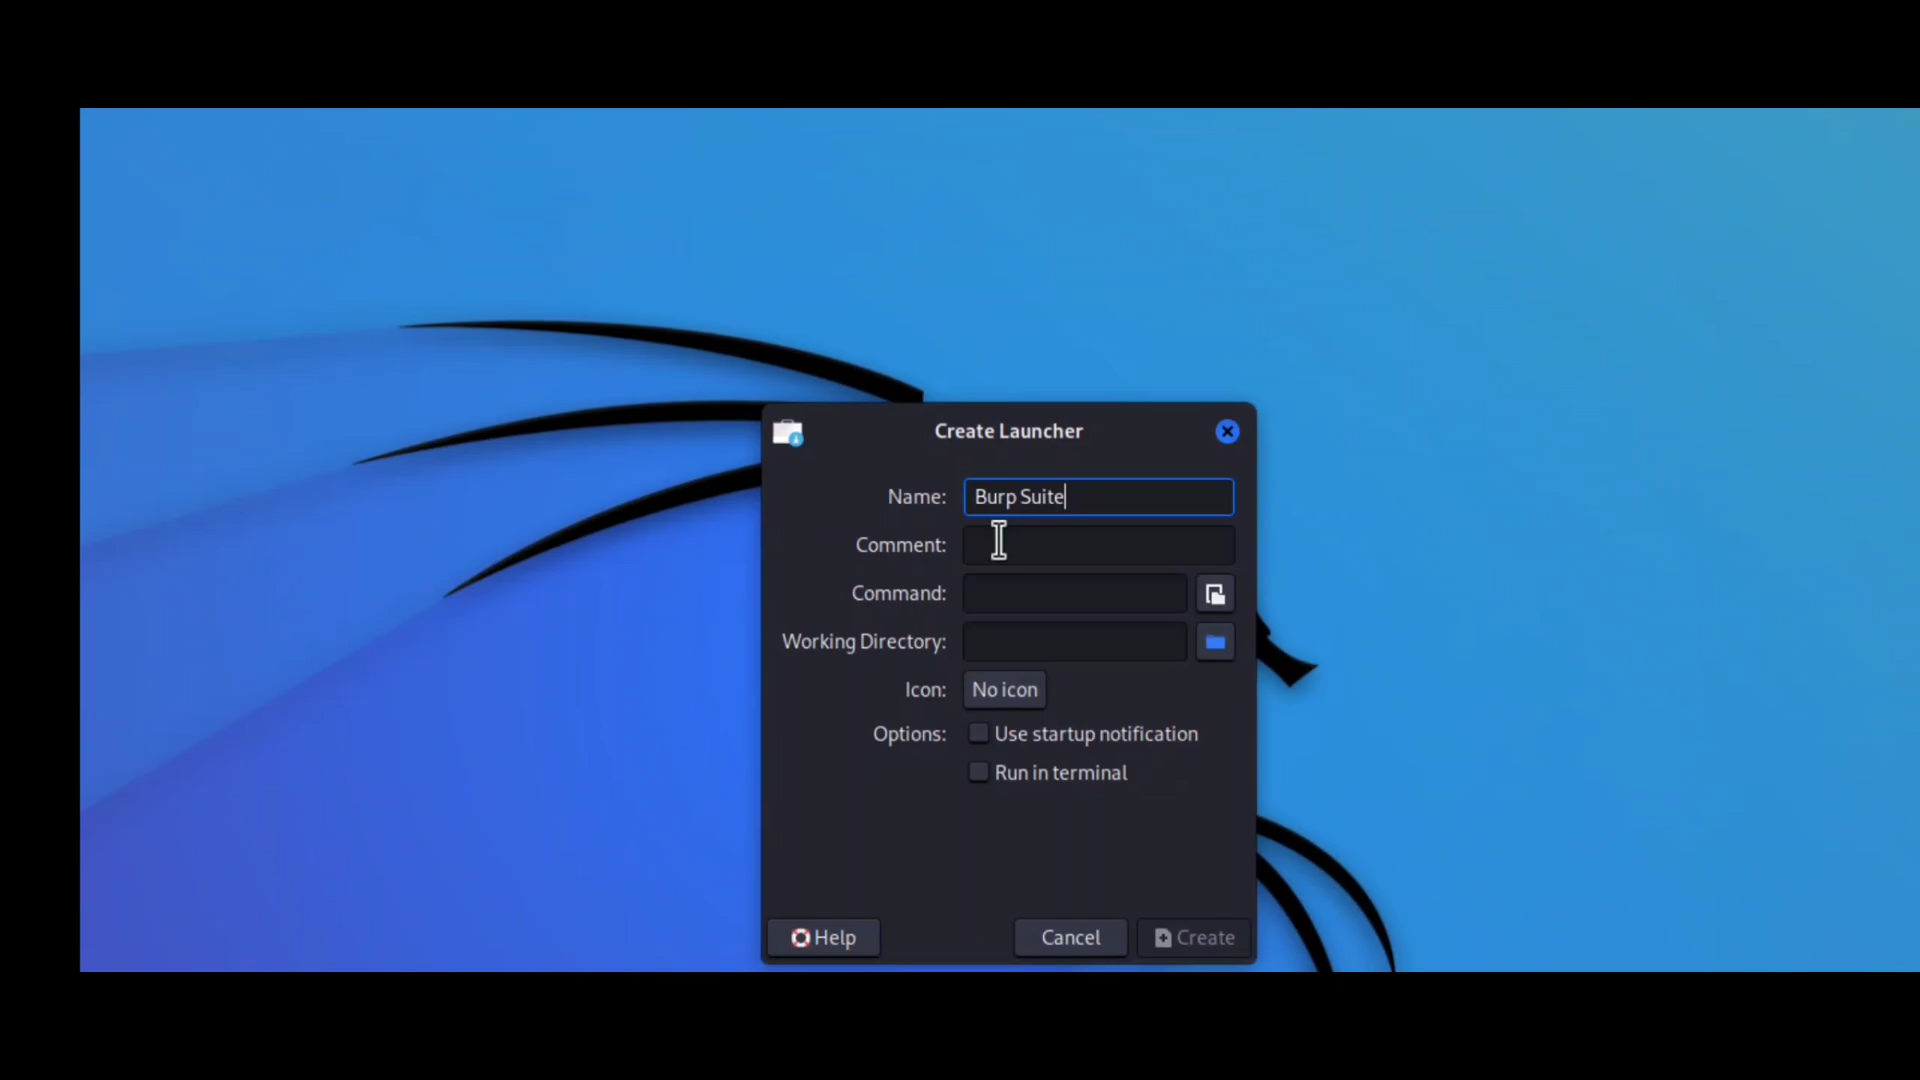 Create Launcher
Name: Burp Suite
Comment:
Command:
Working Directory:
Icon: No icon
Options: Use startup notification
Run in terminal
Help Cancel Create